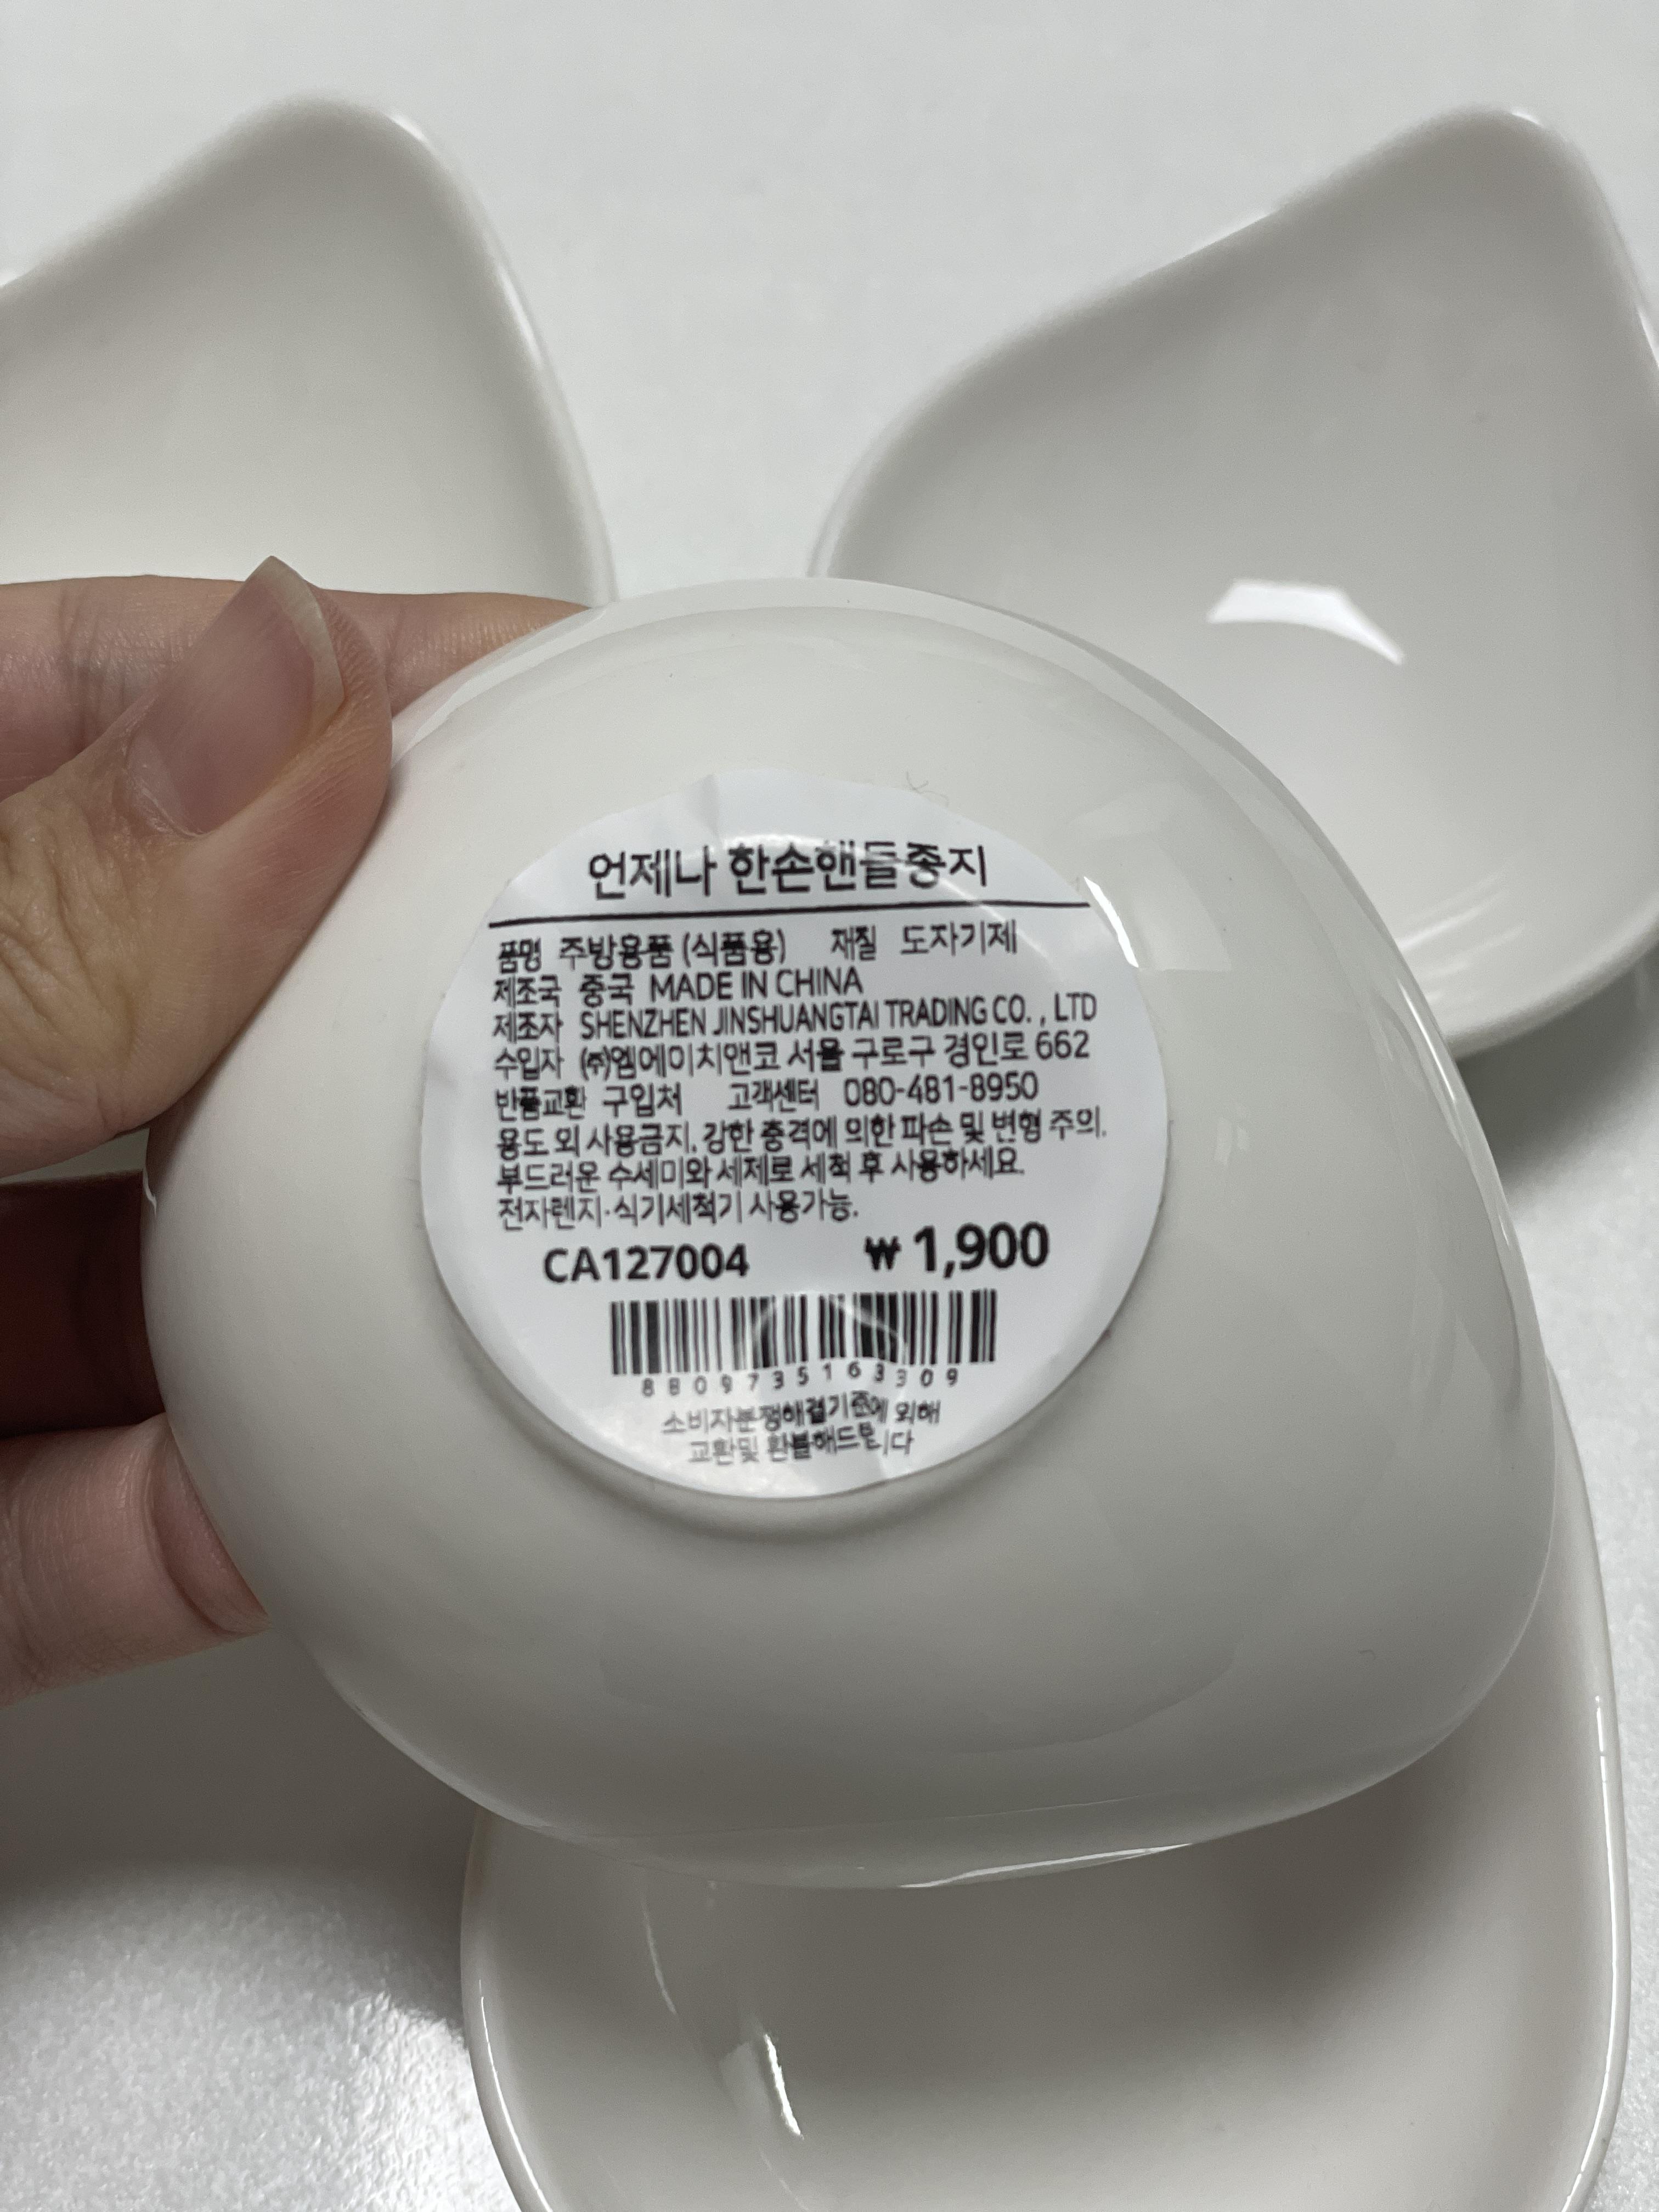 언제나 한손핸들종지
품명 주방용품 (식품용) 재질 도자기제
제조국 중국 MADE IN CHINA
제조자 SHENZHEN JINSHUANGTAI TRADING CO. , LTD
수입자 (주)엠에이치앤코 서울 구로구 경인로 662
반품교환 구입처 고객센터 080-481-8950
용도 외 사용금지, 강한 충격에 의한 파손 및 변형 주의.
부드러운 수세미와 세제로 세척 후 사용하세요.
전자렌지·식기세척기 사용가능.
CA127004 ₩ 1,900
8809735163309
소비자분쟁해결기준에 의해
교환및 환불해드립니다